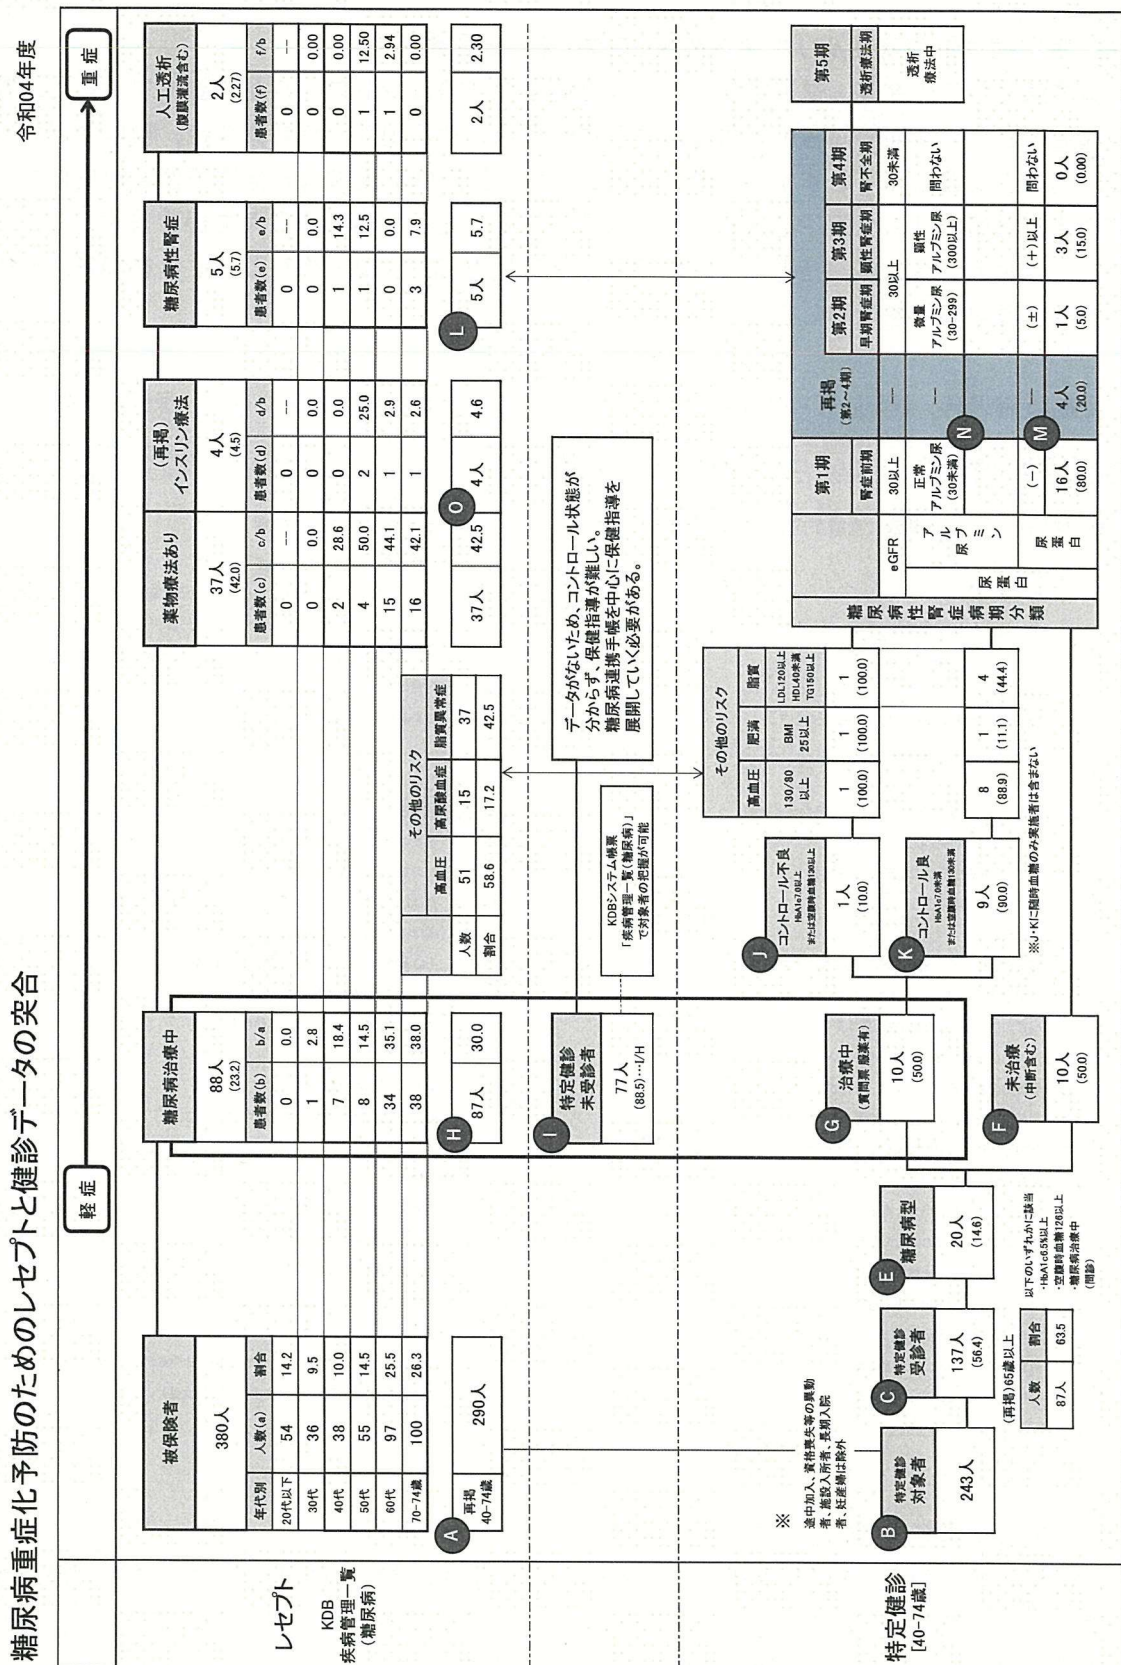 糖尿病重症化予防のためのレセプトと健診データの突合
令和04年度
軽症
重症
レセプト
KDB
疾病管理一覧
(糖尿病)
被保険者
380人
年代別 人数(a) 割合
20代以下 54 14.2
30代 36 9.5
40代 38 10.0
50代 55 14.5
60代 97 25.5
70-74歳 100 26.3
A
再掲
40-74歳
290人
糖尿病治療中
88人
(23.2)
患者数(b) b/a
0 0.0
1 2.8
7 18.4
8 14.5
34 35.1
38 38.0
H
87人 30.0
その他のリスク
高血圧 高尿酸血症 脂質異常症
人数 51 15 37
割合 58.6 17.2 42.5
薬物療法あり
37人
(42.0)
患者数(c) c/b
0 --
0 0.0
2 28.6
4 50.0
15 44.1
16 42.1
37人 42.5
(再掲)
インスリン療法
4人
(4.5)
患者数(d) d/b
0 --
0 0.0
0 0.0
2 25.0
1 2.9
1 2.6
O
4人 4.6
糖尿病性腎症
5人
(5.7)
患者数(e) e/b
0 --
0 0.0
1 14.3
1 12.5
0 0.0
3 7.9
L
5人 5.7
人工透析
(腹膜灌流含む)
2人
(2.27)
患者数(f) f/b
0 --
0 0.00
0 0.00
1 12.50
1 2.94
0 0.00
2人 2.30
I
特定健診
未受診者
77人
(88.5)…I/H
KDBシステム帳票
「疾病管理一覧(糖尿病)」
で対象者の把握が可能
データがないため、コントロール状態が
分からず、保健指導が難しい。
糖尿病連携手帳を中心に保健指導を
展開していく必要がある。
特定健診
[40-74歳]
※
途中加入、資格喪失等の異動
者、施設入所者、長期入院
者、妊産婦は除外
B
特定健診
対象者
243人
C
特定健診
受診者
137人
(56.4)
(再掲)65歳以上
人数 割合
87人 63.5
E
糖尿病型
20人
(14.6)
以下のいずれかに該当
・HbA1c6.5%以上
・空腹時血糖126以上
・糖尿病治療中
(問診)
G
治療中
(質問票 服薬有)
10人
(50.0)
F
未治療
(中断含む)
10人
(50.0)
J
コントロール不良
HbA1c7.0以上
または空腹時血糖130以上
1人
(10.0)
K
コントロール良
HbA1c7.0未満
または空腹時血糖130未満
9人
(90.0)
※J・Kに随時血糖のみ実施者は含まない
その他のリスク
高血圧 肥満 脂質
130/80
以上
BMI
25以上
LDL120以上
HDL40未満
TG150以上
1 1 1
(100.0) (100.0) (100.0)
8 1 4
(88.9) (11.1) (44.4)
糖尿病性腎症病期分類
第1期 再掲
(第2~4期) 第2期 第3期 第4期
腎症前期 早期腎症期 顕性腎症期 腎不全期
eGFR 30以上 ― 30以上 30未満
尿蛋白
尿アルブミン
正常
アルブミン尿
(30未満)
―
微量
アルブミン尿
(30-299)
顕性
アルブミン尿
(300以上)
問わない
N
尿蛋白
(-) ― (±) (+)以上 問わない
M
16人 4人 1人 3人 0人
(80.0) (20.0) (5.0) (15.0) (0.00)
第5期
透析療法期
透析
療法中